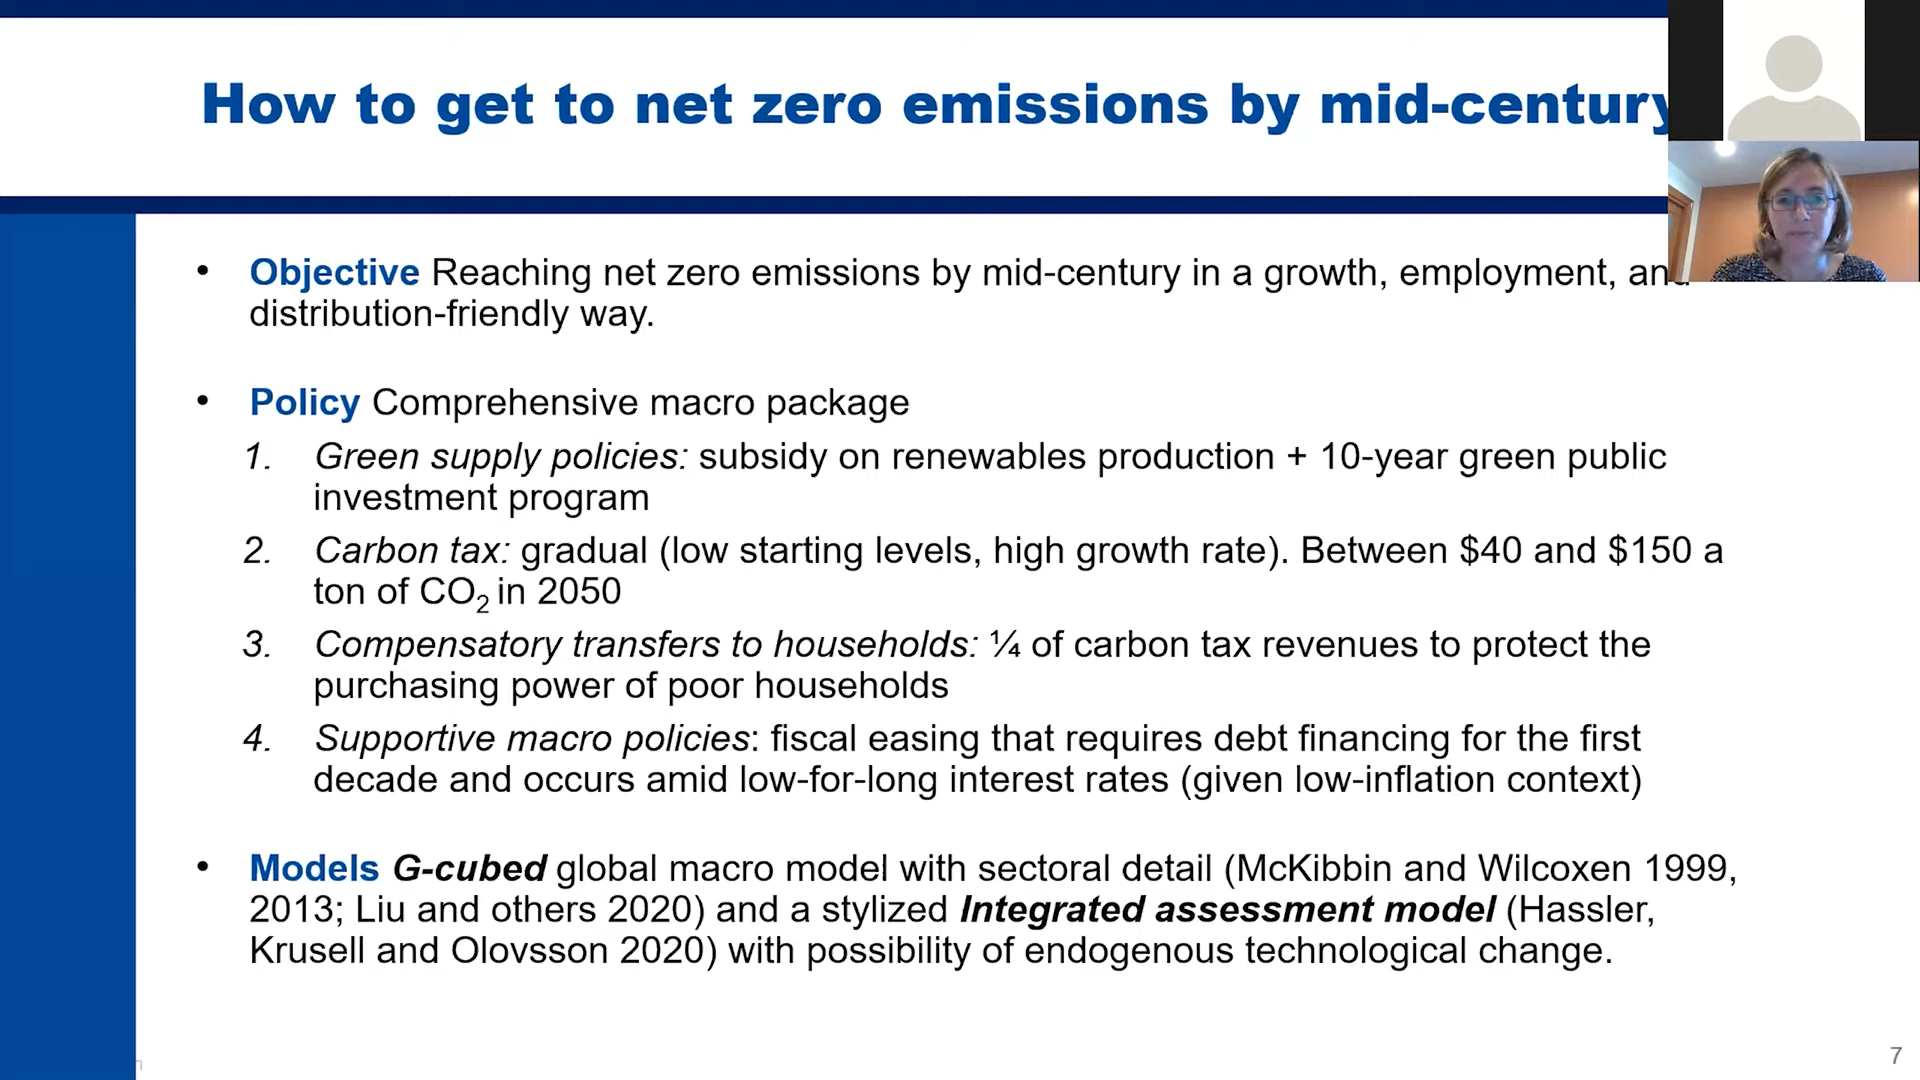 How to get to net zero emissions by mid-century
• Objective Reaching net zero emissions by mid-century in a growth, employment, and
distribution-friendly way.
• Policy Comprehensive macro package
1. Green supply policies: subsidy on renewables production + 10-year green public
investment program
2. Carbon tax: gradual (low starting levels, high growth rate). Between $40 and $150 a
ton of CO₂ in 2050
3. Compensatory transfers to households: ¼ of carbon tax revenues to protect the
purchasing power of poor households
4. Supportive macro policies: fiscal easing that requires debt financing for the first
decade and occurs amid low-for-long interest rates (given low-inflation context)
• Models G-cubed global macro model with sectoral detail (McKibbin and Wilcoxen 1999,
2013; Liu and others 2020) and a stylized Integrated assessment model (Hassler,
Krusell and Olovsson 2020) with possibility of endogenous technological change.
7